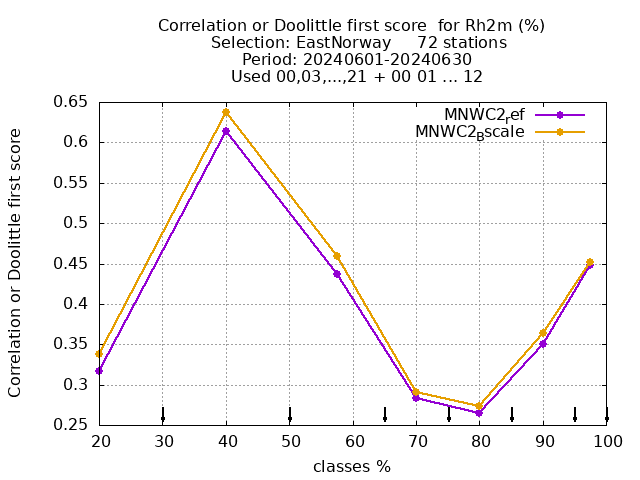 Correlation or Doolittle first score  for Rh2m (%)
Selection: EastNorway     72 stations
Period: 20240601-20240630
Used 00,03,...,21 + 00 01 ... 12
MNWC2ref
MNWC2Bscale
0.65
0.6
0.55
0.5
0.45
0.4
0.35
0.3
0.25
Correlation or Doolittle first score
20 30 40 50 60 70 80 90 100
classes %